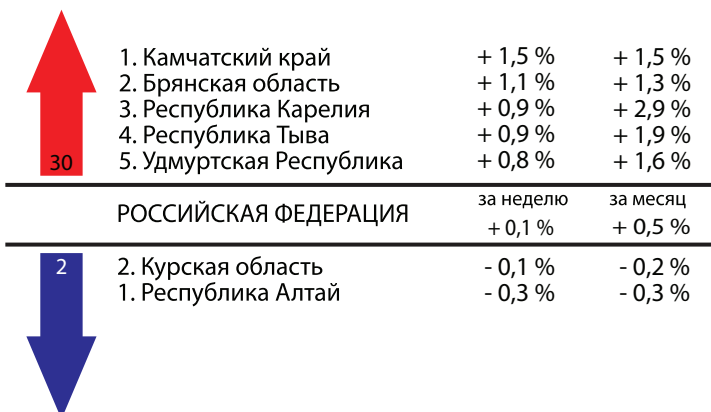 1. Камчатский край + 1,5 % + 1,5 %
2. Брянская область + 1,1 % + 1,3 %
3. Республика Карелия + 0,9 % + 2,9 %
4. Республика Тыва + 0,9 % + 1,9 %
30 5. Удмуртская Республика + 0,8 % + 1,6 %
за неделю за месяц
РОССИЙСКАЯ ФЕДЕРАЦИЯ + 0,1 % + 0,5 %
2 2. Курская область - 0,1 % - 0,2 %
1. Республика Алтай - 0,3 % - 0,3 %